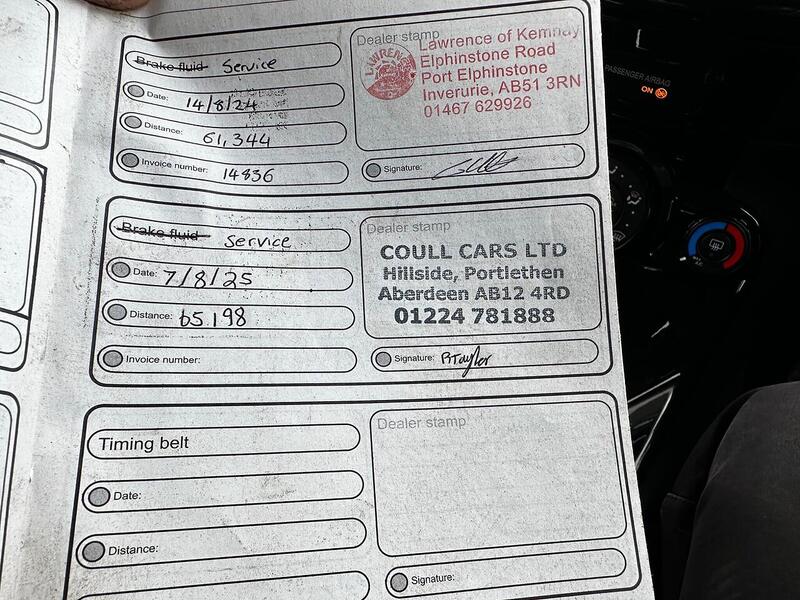 Brake fluid Service
Date: 14/8/24
Distance: 61,344
Invoice number: 14836
Dealer stamp
LAWRENCE
Lawrence of Kemnay
Elphinstone Road
Port Elphinstone
Inverurie, AB51 3RN
01467 629926
Signature:
Brake fluid Service
Date: 7/8/25
Distance: 65198
Invoice number:
Dealer stamp
COULL CARS LTD
Hillside, Portlethen
Aberdeen AB12 4RD
01224 781888
Signature: RTaylor
Timing belt
Date:
Distance:
Dealer stamp
Signature:
PASSENGER AIRBAG
ON